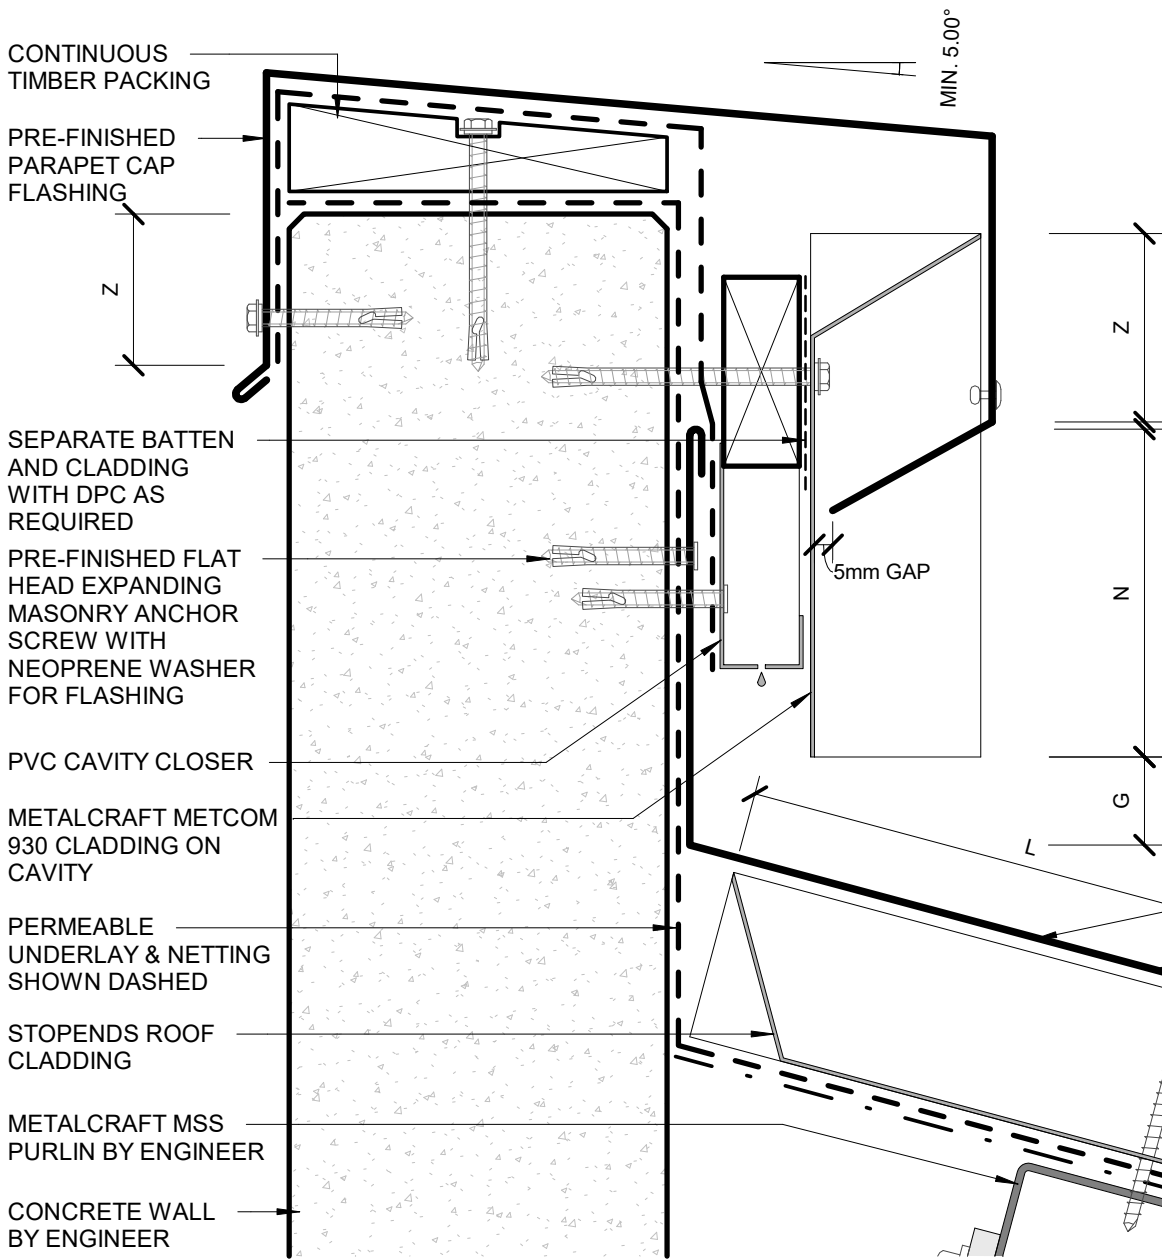 CONTINUOUS
TIMBER PACKING
PRE-FINISHED
PARAPET CAP
FLASHING
Z
SEPARATE BATTEN
AND CLADDING
WITH DPC AS
REQUIRED
PRE-FINISHED FLAT
HEAD EXPANDING
MASONRY ANCHOR
SCREW WITH
NEOPRENE WASHER
FOR FLASHING
PVC CAVITY CLOSER
METALCRAFT METCOM
930 CLADDING ON
CAVITY
PERMEABLE
UNDERLAY & NETTING
SHOWN DASHED
STOPENDS ROOF
CLADDING
METALCRAFT MSS
PURLIN BY ENGINEER
CONCRETE WALL
BY ENGINEER
MIN. 5.00°
Z
5mm GAP
N
G
L